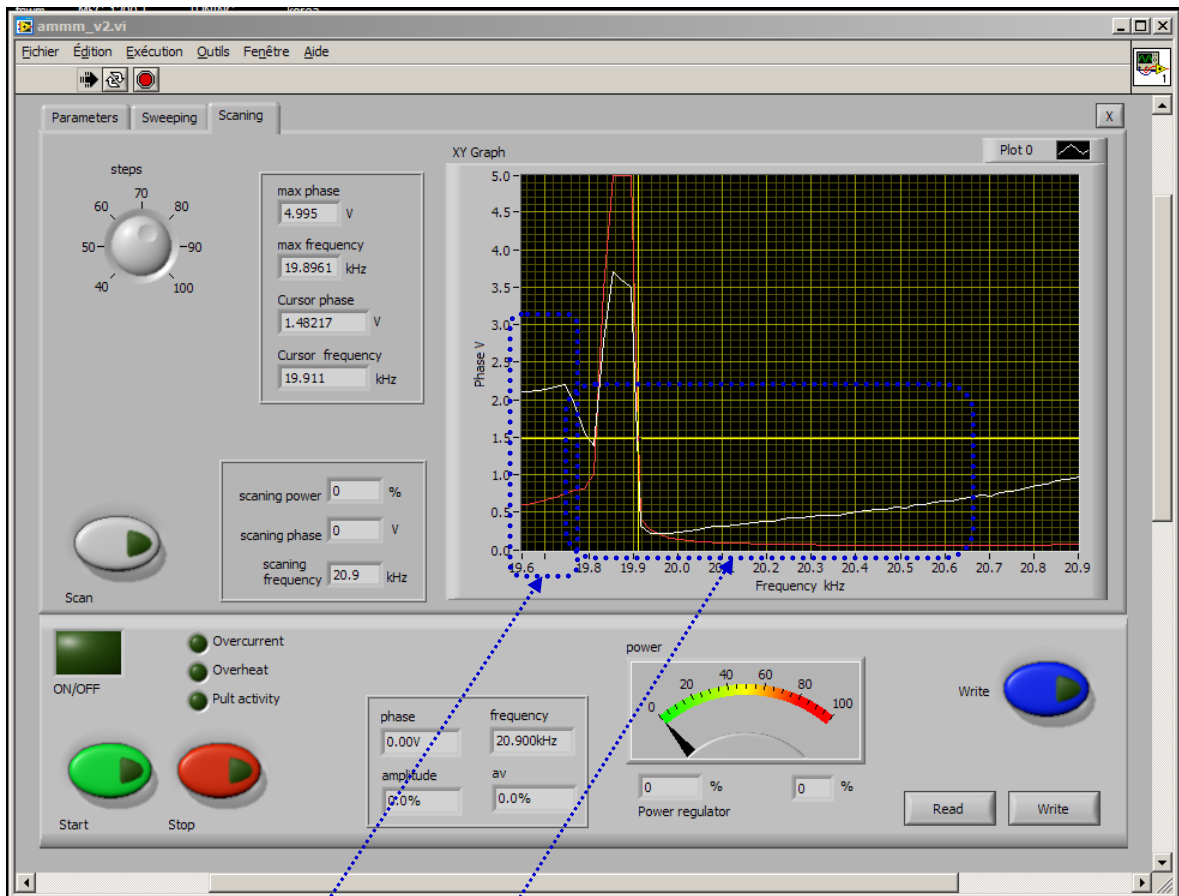 ammm_v2.vi
Fichier Édition Exécution Outils Fenêtre Aide
1
Parameters Sweeping Scaning
X
steps
70
60 80
50 90
40 100
max phase
4.995 V
max frequency
19.8961 kHz
Cursor phase
1.48217 V
Cursor frequency
19.911 kHz
XY Graph
Plot 0
5.0
4.5
4.0
3.5
3.0
2.5
2.0
1.5
1.0
0.5
0.0
Phase V
19.6 19.8 19.9 20.0 20.1 20.2 20.3 20.4 20.5 20.6 20.7 20.8 20.9
Frequency kHz
scaning power 0 %
scaning phase 0 V
scaning
frequency 20.9 kHz
Scan
ON/OFF
Overcurrent
Overheat
Pult activity
Start
Stop
phase frequency
0.00V 20.900kHz
amplitude av
0.0% 0.0%
power
0 20 40 60 80 100
0 % 0 %
Power regulator
Write
Read Write